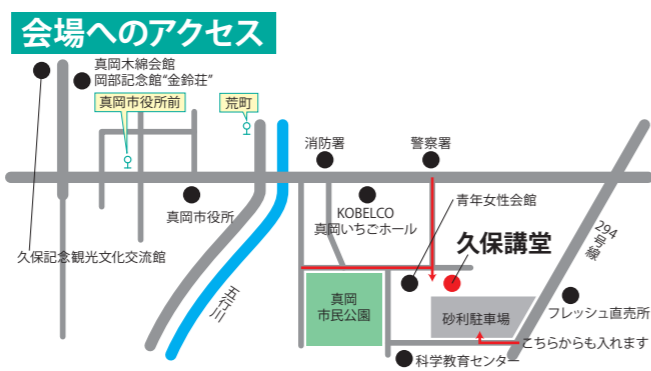 会場へのアクセス
真岡木綿会館
岡部記念館“金鈴荘”
真岡市役所前
荒町
消防署
警察署
青年女性会館
真岡市役所
KOBELCO
真岡いちごホール
久保講堂
294号線
久保記念観光文化交流館
五行川
真岡
市民公園
砂利駐車場
フレッシュ直売所
こちらからも入れます
科学教育センター